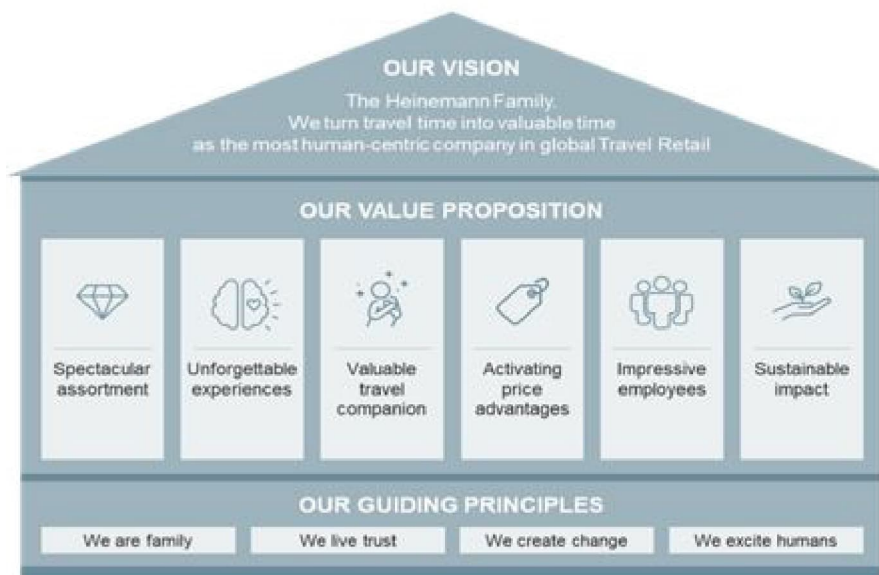 OUR VISION
The Heinemann Family.
We turn travel time into valuable time
as the most human-centric company in global Travel Retail
OUR VALUE PROPOSITION
Spectacular
assortment
Unforgettable
experiences
Valuable
travel
companion
Activating
price
advantages
Impressive
employees
Sustainable
impact
OUR GUIDING PRINCIPLES
We are family
We live trust
We create change
We excite humans